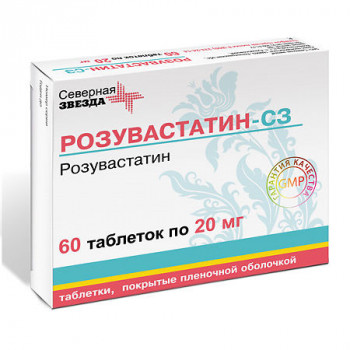 Северная
ЗВЕЗДА
РОЗУВАСТАТИН-СЗ
Розувастатин
ГАРАНТИЯ КАЧЕСТВА
GMP
60 таблеток по 20 мг
таблетки, покрытые пленочной оболочкой